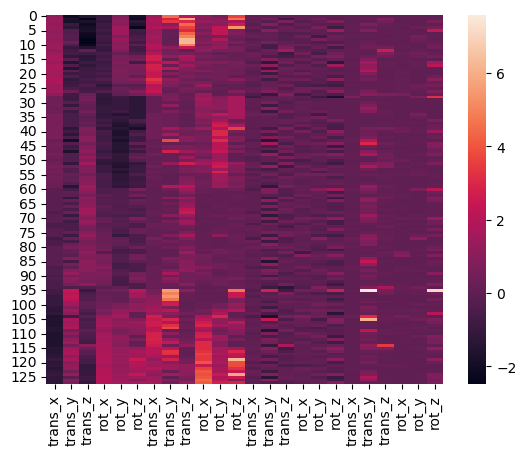 0
5
10
15
20
25
30
35
40
45
50
55
60
65
70
75
80
85
90
95
100
105
110
115
120
125
trans_x
trans_y
trans_z
rot_x
rot_y
rot_z
trans_x
trans_y
trans_z
rot_x
rot_y
rot_z
trans_x
trans_y
trans_z
rot_x
rot_y
rot_z
trans_x
trans_y
trans_z
rot_x
rot_y
rot_z
6
4
2
0
−2